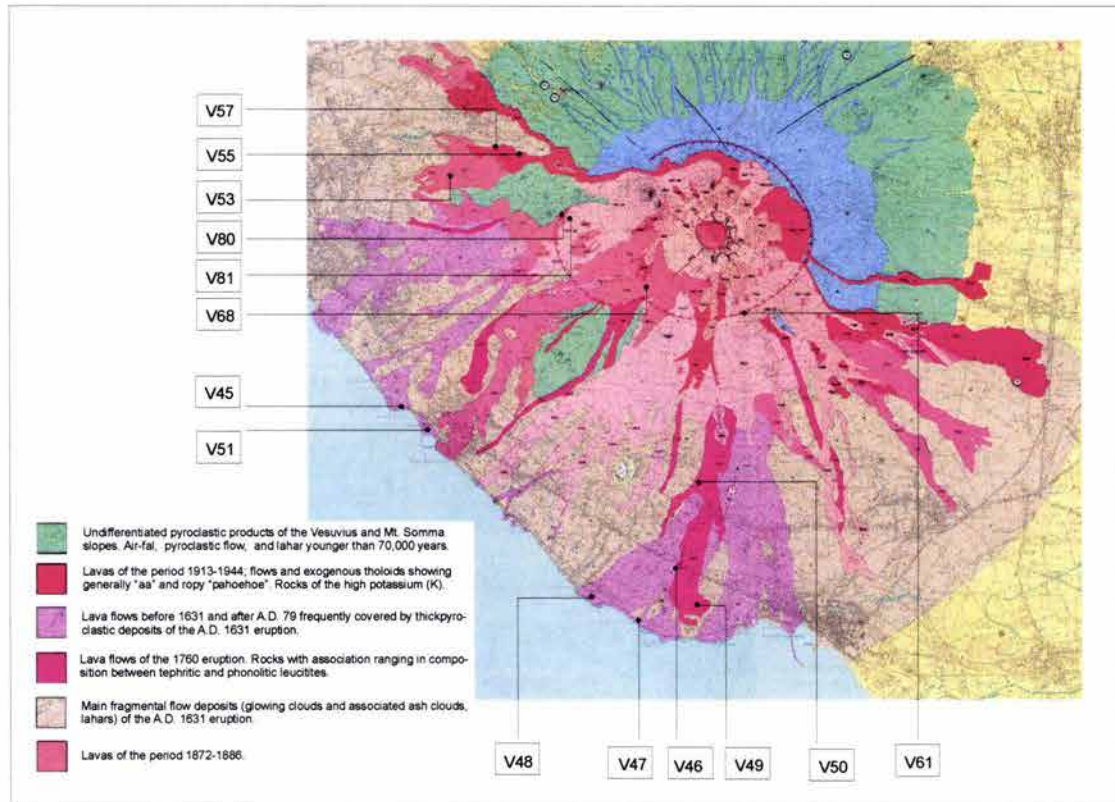 V57
V55
V53
V80
V81
V68
V45
V51
Undifferentiated pyroclastic products of the Vesuvius and Mt. Somma
slopes. Air-fal, pyroclastic flow, and lahar younger than 70,000 years.
Lavas of the period 1913-1944; flows and exogenous tholoids showing
generally "aa" and ropy "pahoehoe". Rocks of the high potassium (K).
Lava flows before 1631 and after A.D. 79 frequently covered by thickpyro-
clastic deposits of the A.D. 1631 eruption.
Lava flows of the 1760 eruption. Rocks with association ranging in compo-
sition between tephritic and phonolitic leucitites.
Main fragmental flow deposits (glowing clouds and associated ash clouds,
lahars) of the A.D. 1631 eruption.
Lavas of the period 1872-1886.
V48
V47
V46
V49
V50
V61